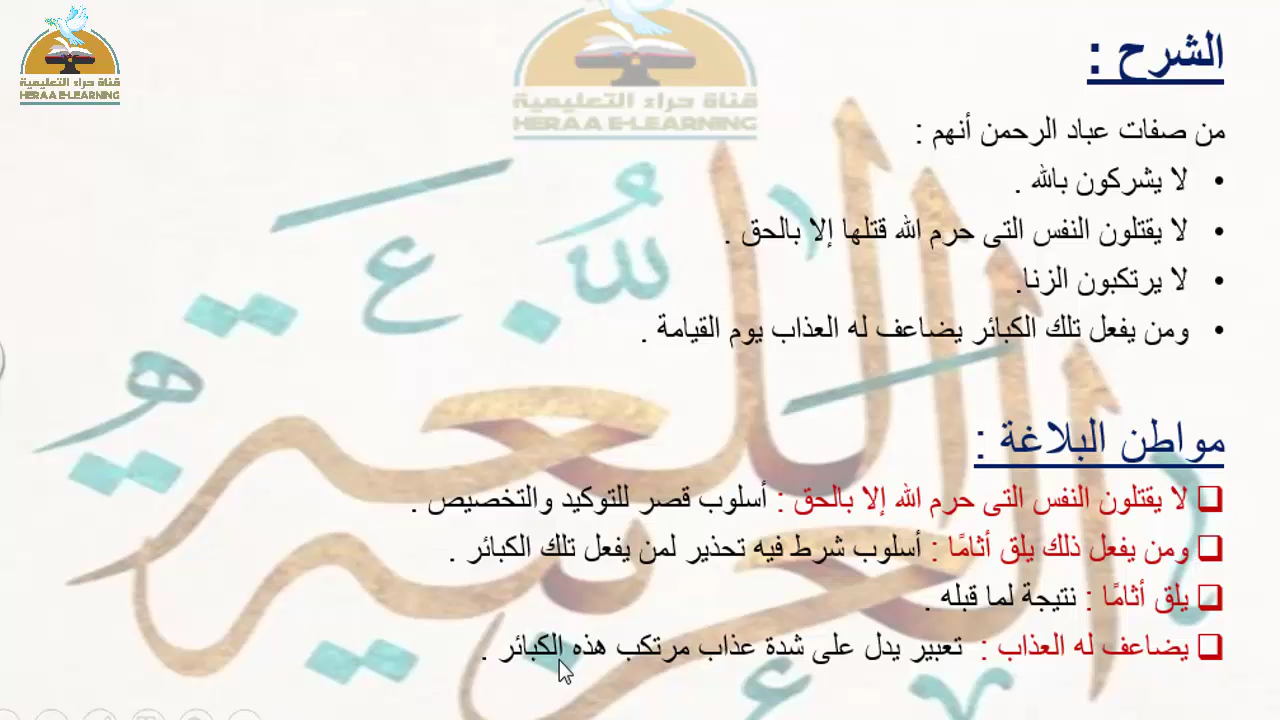 قناة حراء التعليمية
HERAA E-LEARNING
قناة حراء التعليمية
HERAA E-LEARNING
الشرح :
من صفات عباد الرحمن أنهم :
• لا يشركون بالله .
• لا يقتلون النفس التى حرم الله قتلها إلا بالحق .
• لا يرتكبون الزنا.
• ومن يفعل تلك الكبائر يضاعف له العذاب يوم القيامة .
مواطن البلاغة :
❑ لا يقتلون النفس التى حرم الله إلا بالحق : أسلوب قصر للتوكيد والتخصيص .
❑ ومن يفعل ذلك يلق أثامًا : أسلوب شرط فيه تحذير لمن يفعل تلك الكبائر .
❑ يلق أثامًا : نتيجة لما قبله .
❑ يضاعف له العذاب : تعبير يدل على شدة عذاب مرتكب هذه الكبائر .
اللغة العربية